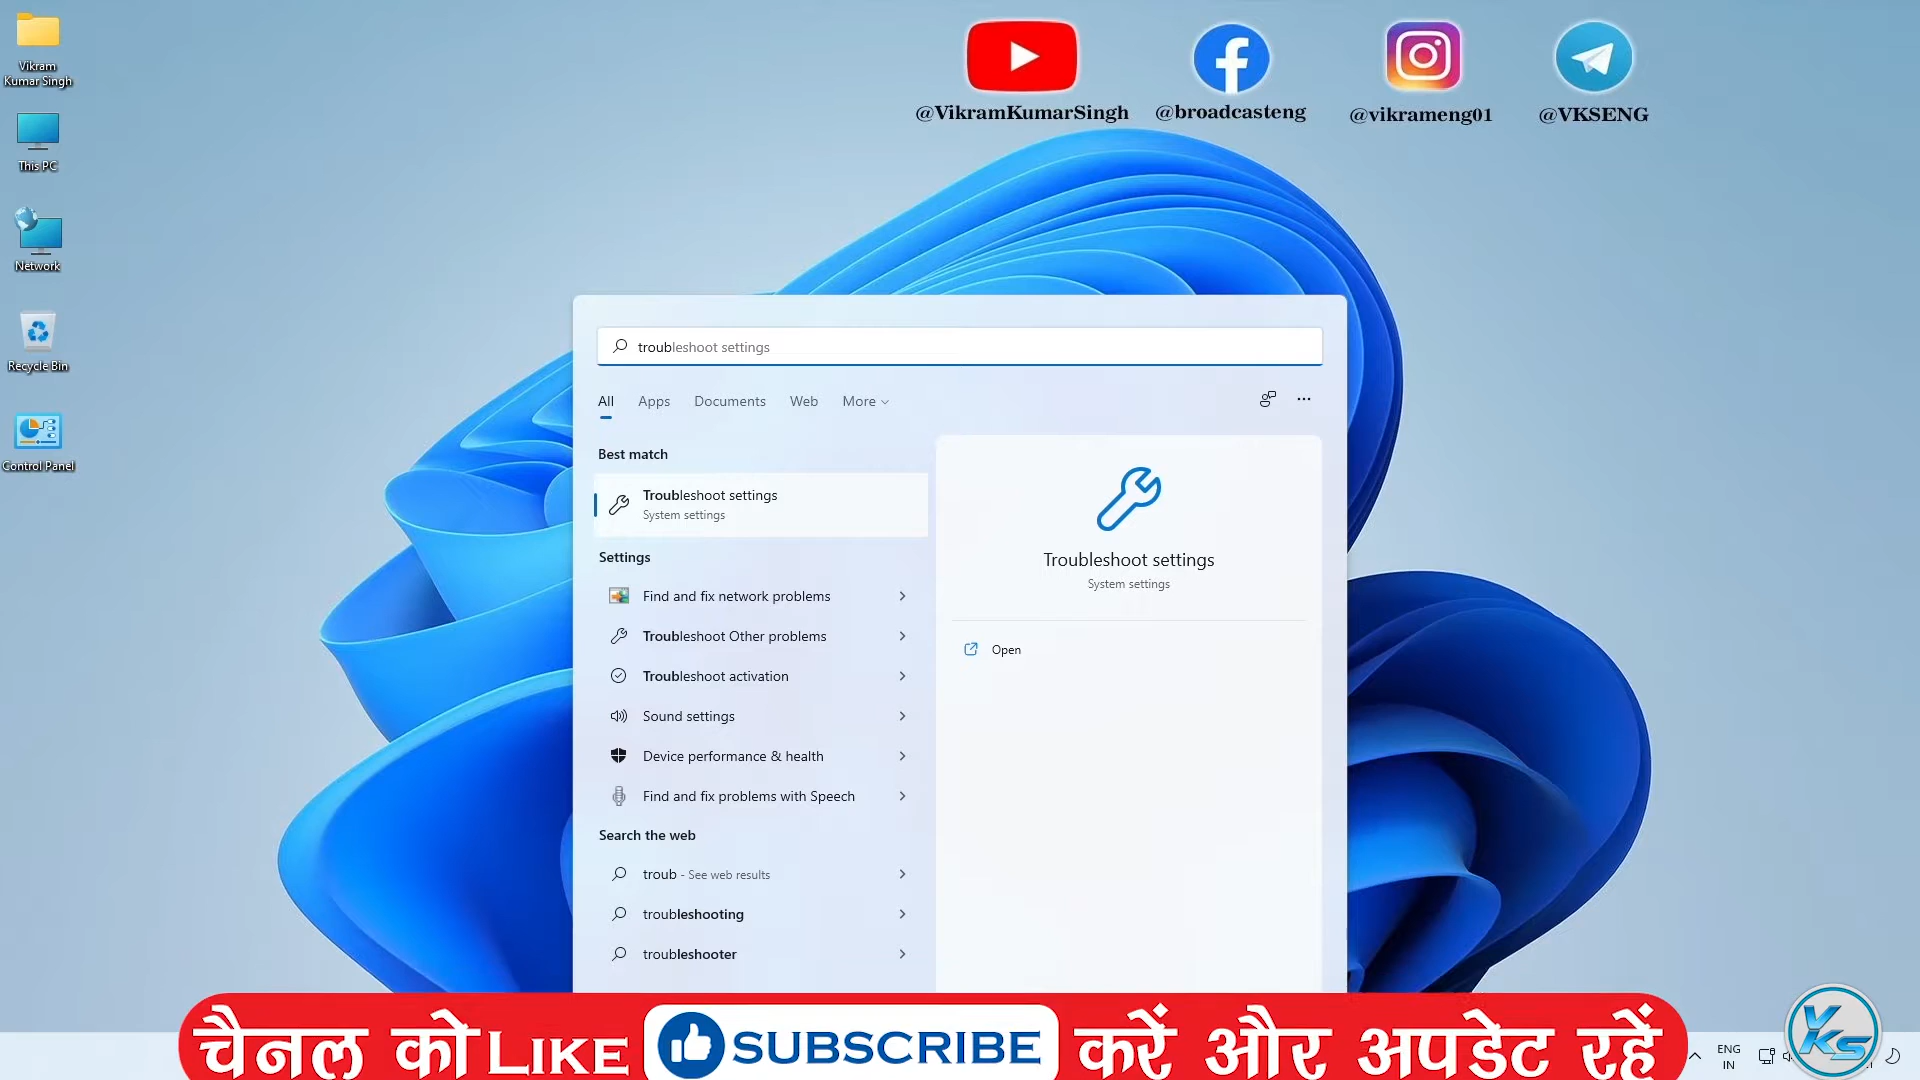 Vikram
Kumar Singh
This PC
Network
Recycle Bin
Control Panel
@VikramKumarSingh
@broadcasteng
@vikrameng01
@VKSENG
troubleshoot settings
All
Apps
Documents
Web
More
Best match
Troubleshoot settings
System settings
Settings
Find and fix network problems
Troubleshoot Other problems
Troubleshoot activation
Sound settings
Device performance & health
Find and fix problems with Speech
Search the web
troub - See web results
troubleshooting
troubleshooter
Troubleshoot settings
System settings
Open
चैनल को LIKE SUBSCRIBE करें और अपडेट रहें
ENG
IN
VKS